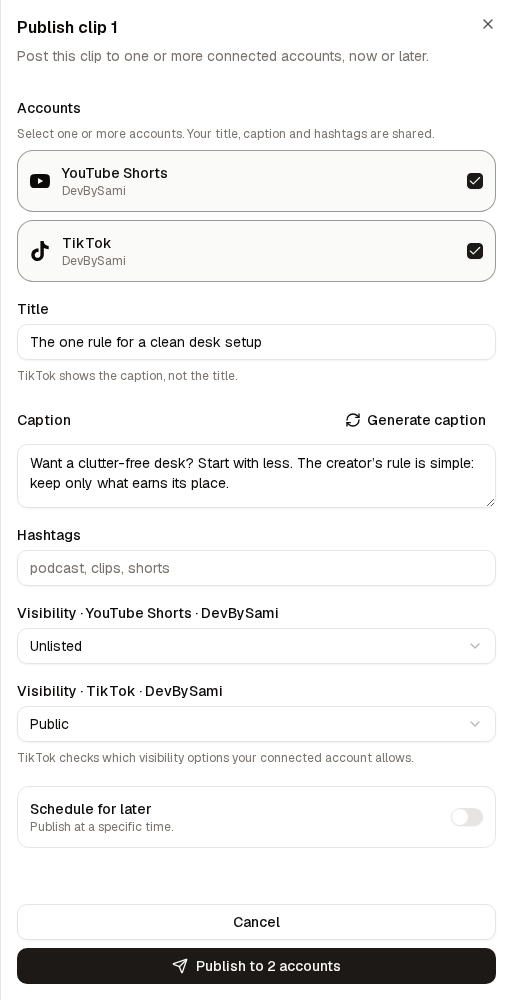 Publish clip 1
Post this clip to one or more connected accounts, now or later.
Accounts
Select one or more accounts. Your title, caption and hashtags are shared.
YouTube Shorts
DevBySami
TikTok
DevBySami
Title
The one rule for a clean desk setup
TikTok shows the caption, not the title.
Caption
Generate caption
Want a clutter-free desk? Start with less. The creator’s rule is simple:
keep only what earns its place.
Hashtags
podcast, clips, shorts
Visibility · YouTube Shorts · DevBySami
Unlisted
Visibility · TikTok · DevBySami
Public
TikTok checks which visibility options your connected account allows.
Schedule for later
Publish at a specific time.
Cancel
Publish to 2 accounts